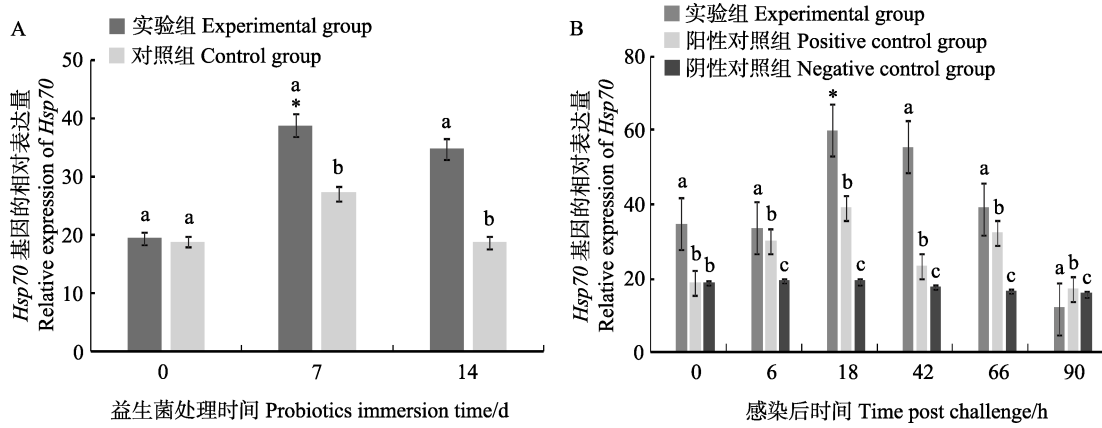 A
实验组 Experimental group
对照组 Control group
Hsp70 基因的相对表达量
Relative expression of Hsp70
50
40
30
20
10
0
a a
a
*
b
a
b
0 7 14
益生菌处理时间 Probiotics immersion time/d
B
实验组 Experimental group
阳性对照组 Positive control group
阴性对照组 Negative control group
Hsp70 基因的相对表达量
Relative expression of Hsp70
80
60
40
20
0
a
b b
a
b
c
*
b
c
a
b
c
a
b
c
a b c
0 6 18 42 66 90
感染后时间 Time post challenge/h